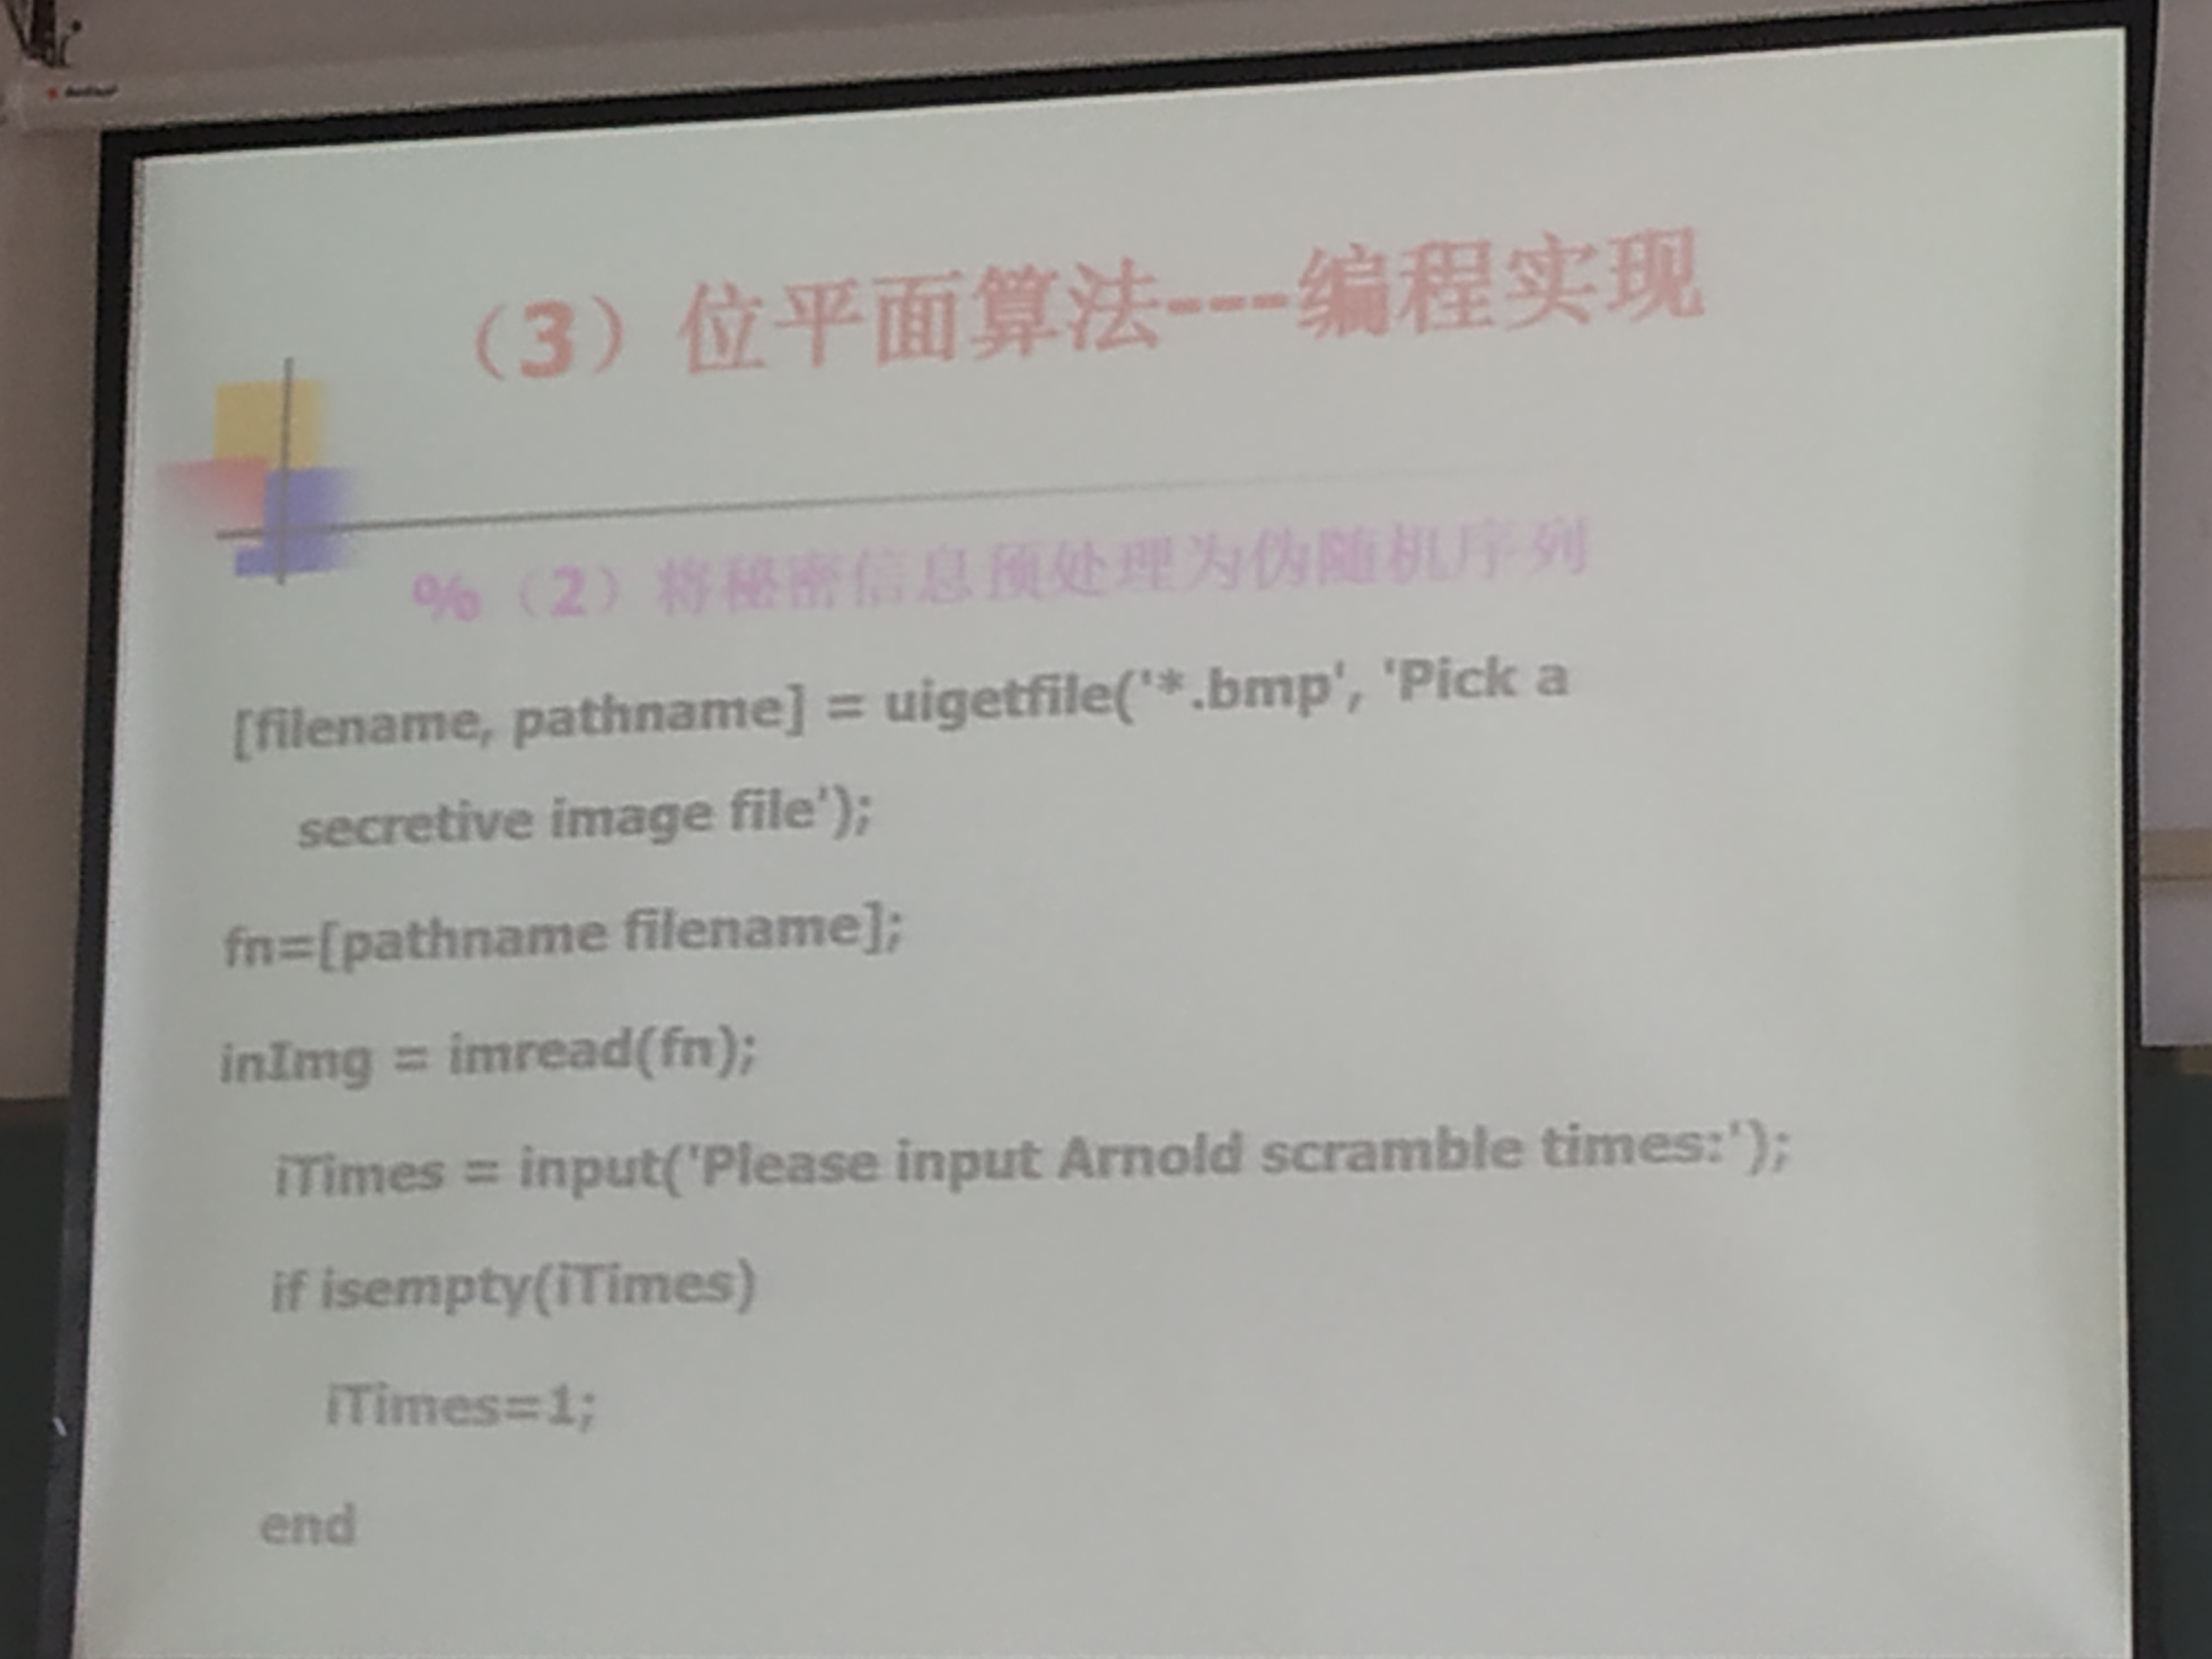 （3）位平面算法---编程实现
%（2）将秘密信息预处理为伪随机序列
[filename, pathname] = uigetfile('*.bmp', 'Pick a
secretive image file');
fn=[pathname filename];
inImg = imread(fn);
iTimes = input('Please input Arnold scramble times:');
if isempty(iTimes)
iTimes=1;
end